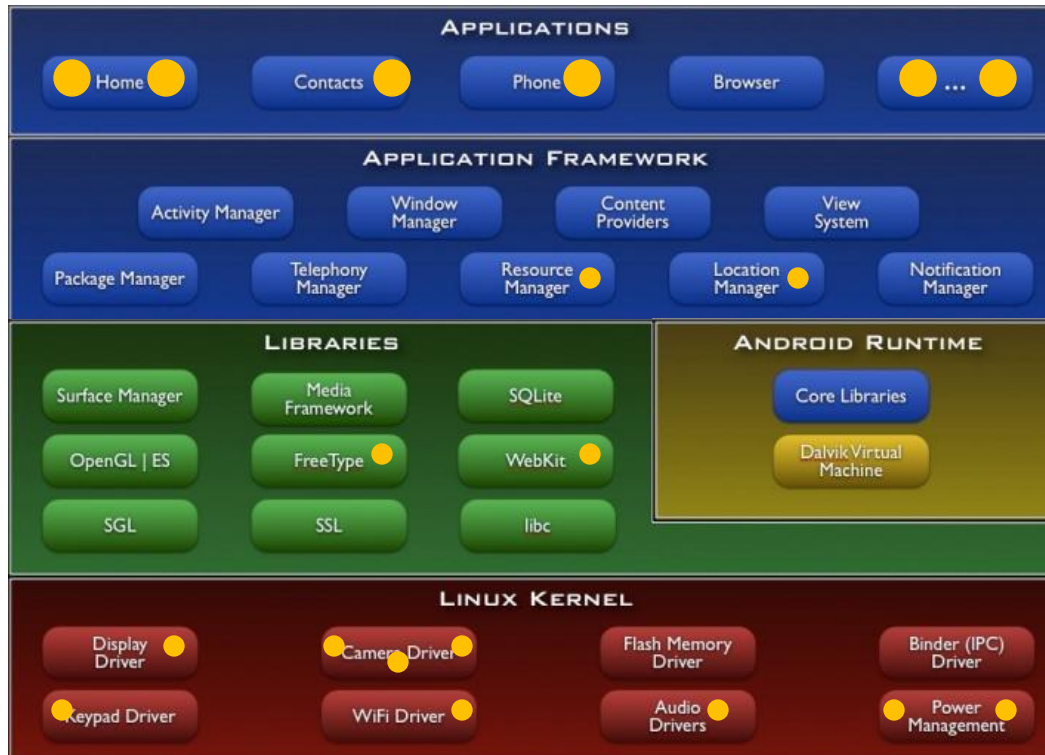 APPLICATIONS
Home
Contacts
Phone
Browser
...
APPLICATION FRAMEWORK
Activity Manager
Window
Manager
Content
Providers
View
System
Package Manager
Telephony
Manager
Resource
Manager
Location
Manager
Notification
Manager
LIBRARIES
Surface Manager
Media
Framework
SQLite
OpenGL | ES
FreeType
WebKit
SGL
SSL
libc
ANDROID RUNTIME
Core Libraries
Dalvik Virtual
Machine
LINUX KERNEL
Display
Driver
Camera Driver
Flash Memory
Driver
Binder (IPC)
Driver
Keypad Driver
WiFi Driver
Audio
Drivers
Power
Management